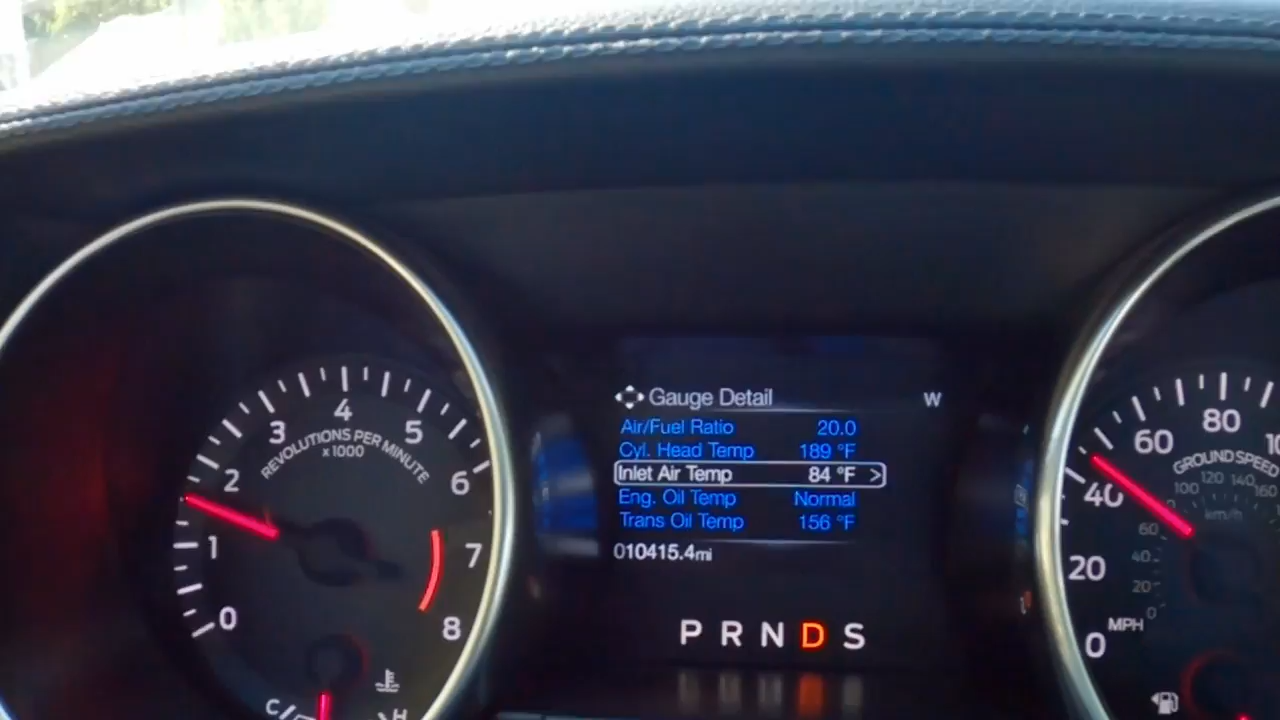 Gauge Detail W
Air/Fuel Ratio 20.0
Cyl. Head Temp 189 °F
Inlet Air Temp 84 °F >
Eng. Oil Temp Normal
Trans Oil Temp 156 °F
010415.4mi
P R N D S
0 1 2 3 4 5 6 7 8
REVOLUTIONS PER MINUTE
x1000
C H
0 20 40 60 80
GROUND SPEED
MPH
0 20 40 60 100 120 140 160
km/h